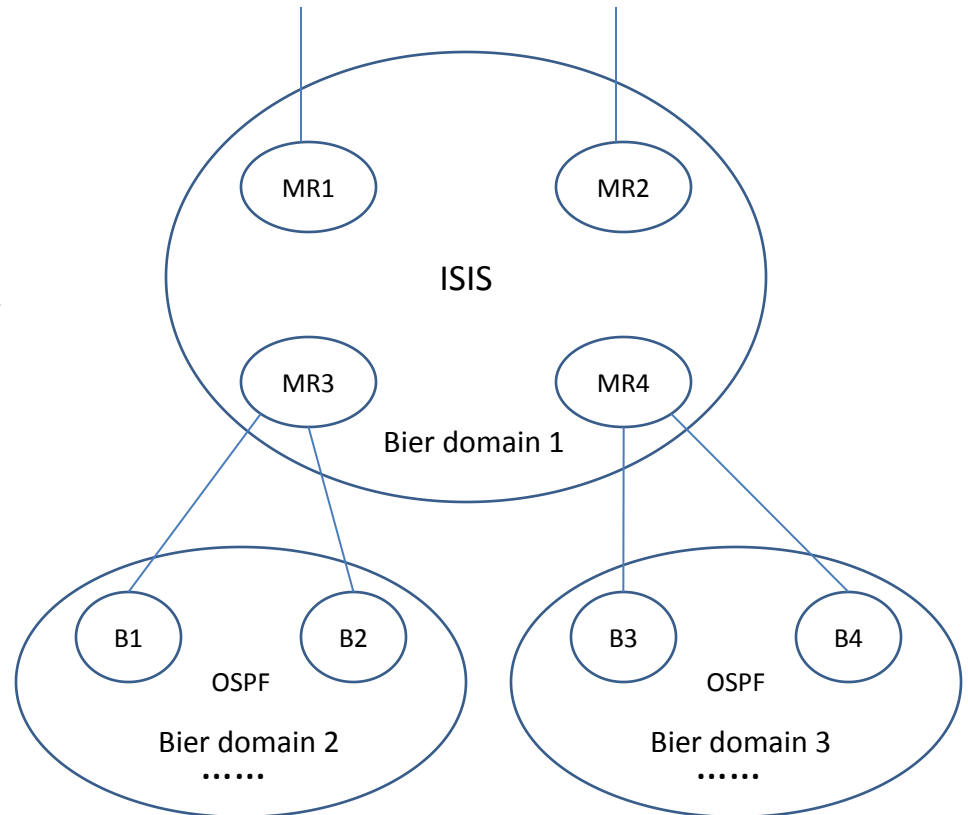 MR1
MR2
ISIS
MR3
MR4
Bier domain 1
B1
B2
B3
B4
OSPF
OSPF
Bier domain 2
Bier domain 3
......
......